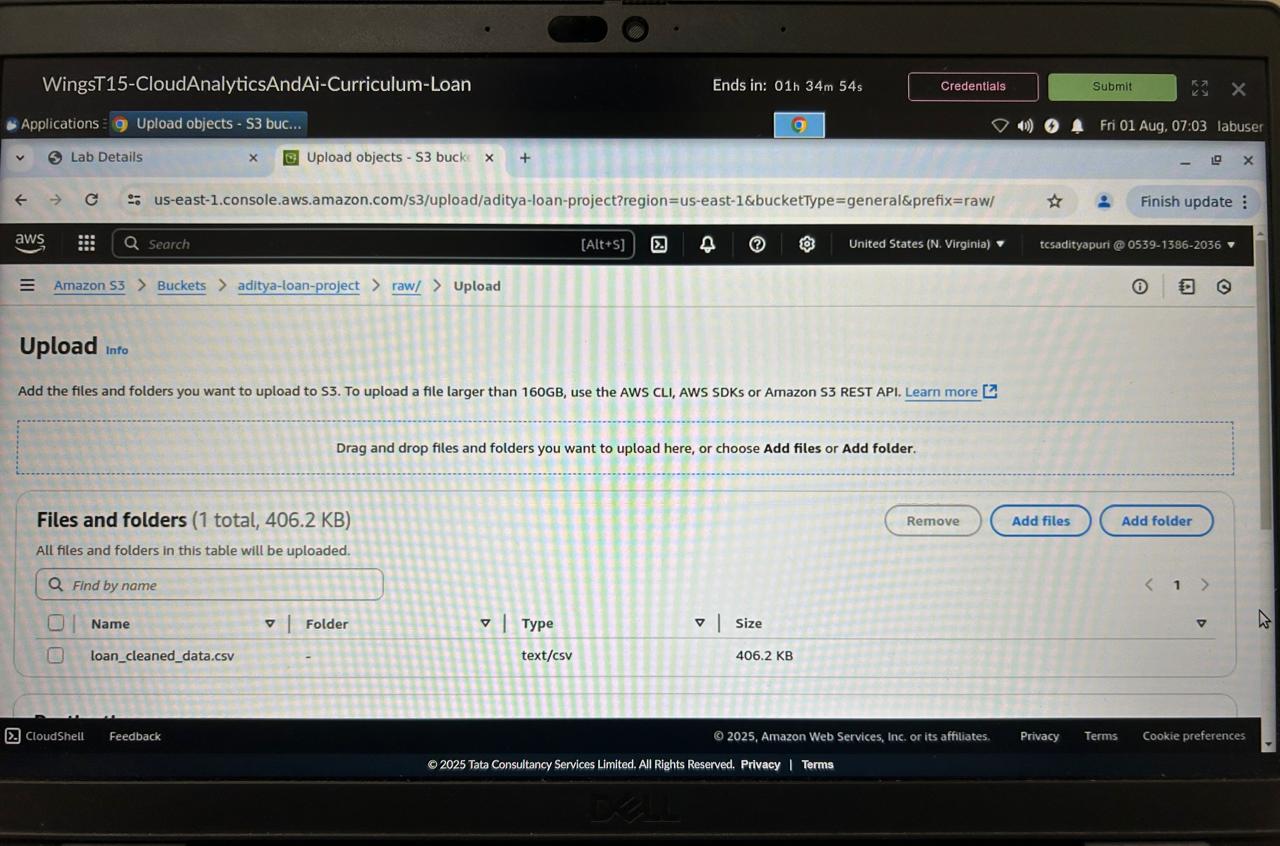 WingsT15-CloudAnalyticsAndAi-Curriculum-Loan
Ends in: 01h 34m 54s
Credentials
Submit
Applications
Upload objects - S3 buc...
Fri 01 Aug, 07:03 labuser
Lab Details
Upload objects - S3 buck
us-east-1.console.aws.amazon.com/s3/upload/aditya-loan-project?region=us-east-1&bucketType=general&prefix=raw/
Finish update
aws
Search
[Alt+S]
United States (N. Virginia)
tcsadityapuri @ 0539-1386-2036
Amazon S3 > Buckets > aditya-loan-project > raw/ > Upload
Upload Info
Add the files and folders you want to upload to S3. To upload a file larger than 160GB, use the AWS CLI, AWS SDKs or Amazon S3 REST API. Learn more
Drag and drop files and folders you want to upload here, or choose Add files or Add folder.
Files and folders (1 total, 406.2 KB)
Remove
Add files
Add folder
All files and folders in this table will be uploaded.
Find by name
1
Name Folder Type Size
loan_cleaned_data.csv - text/csv 406.2 KB
CloudShell Feedback
© 2025, Amazon Web Services, Inc. or its affiliates. Privacy Terms Cookie preferences
© 2025 Tata Consultancy Services Limited. All Rights Reserved. Privacy | Terms
DELL